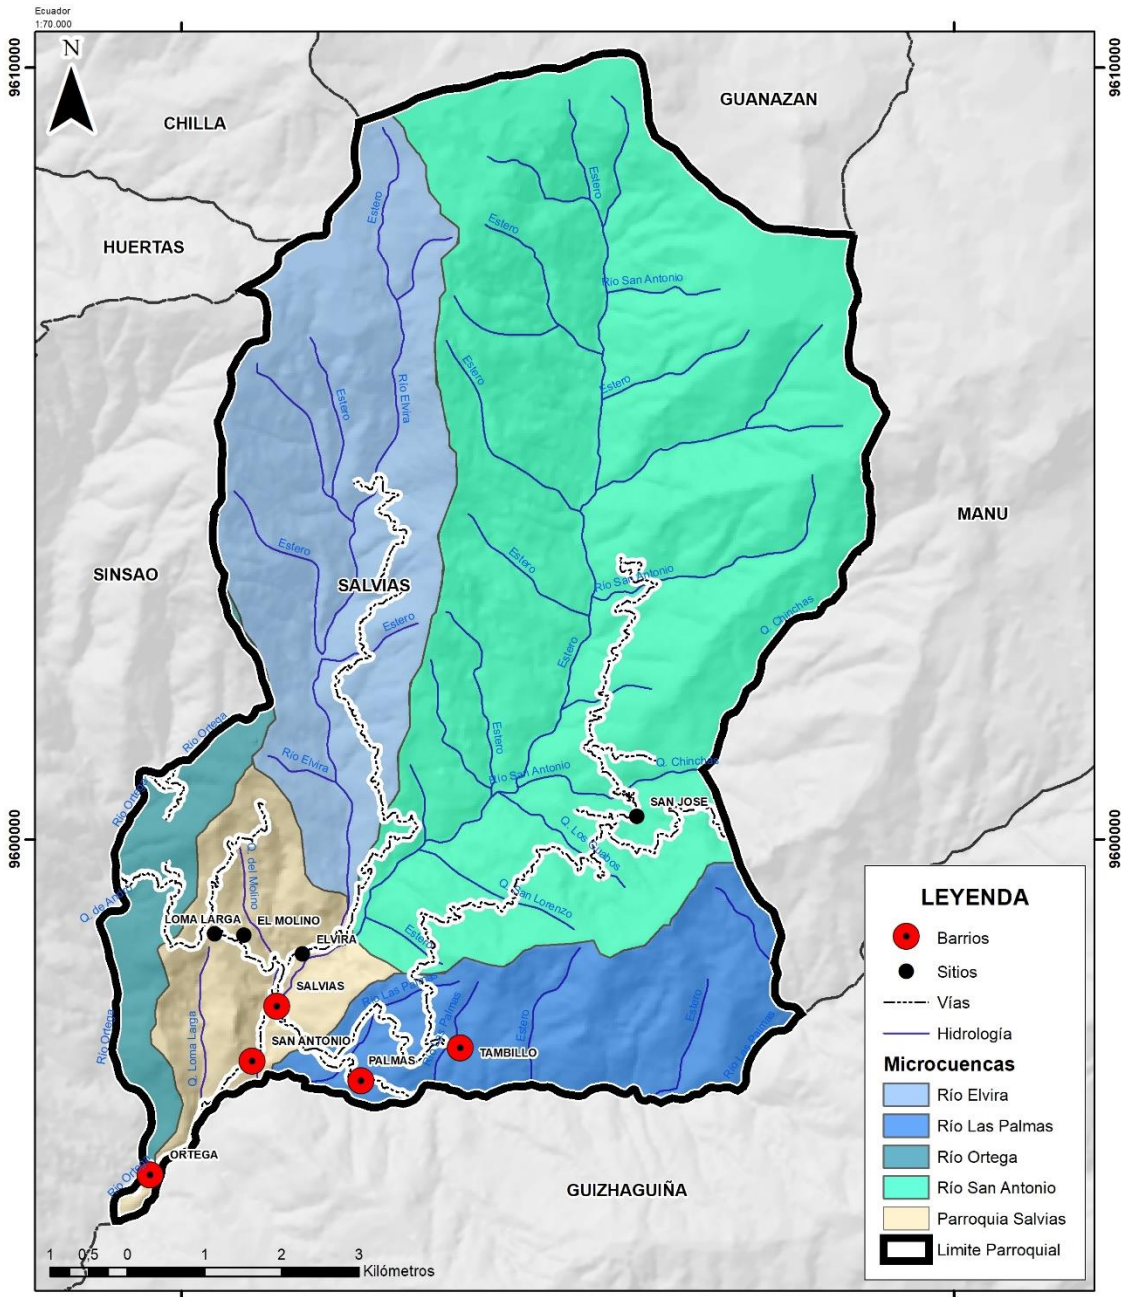 Ecuador
1:70.000
N
9610000
9610000
CHILLA
GUANAZAN
HUERTAS
Estero
Estero
Estero
Río San Antonio
Estero
Estero
Río Elvira
Estero
MANU
Estero
Estero
SINSAO
SALVIAS
Río San Antonio
Q. Chinchas
Estero
Estero
Río Ortega
Estero
Río Elvira
Río San Antonio
Q. Chinchas
Río Ortega
SAN JOSE
9600000
9600000
Q. Los Guabos
Q. del Molino
Q. San Lorenzo
LOMA LARGA
EL MOLINO
ELVIRA
Estero
SALVIAS
Río Las Palmas
Estero
Estero
Río Ortega
Q. Loma Larga
SAN ANTONIO
PALMAS
TAMBILLO
Río Las Palmas
ORTEGA
Río Ortega
GUIZHAGUIÑA
1 0,5 0 1 2 3
Kilómetros
LEYENDA
Barrios
Sitios
Vías
Hidrología
Microcuencas
Río Elvira
Río Las Palmas
Río Ortega
Río San Antonio
Parroquia Salvias
Limite Parroquial